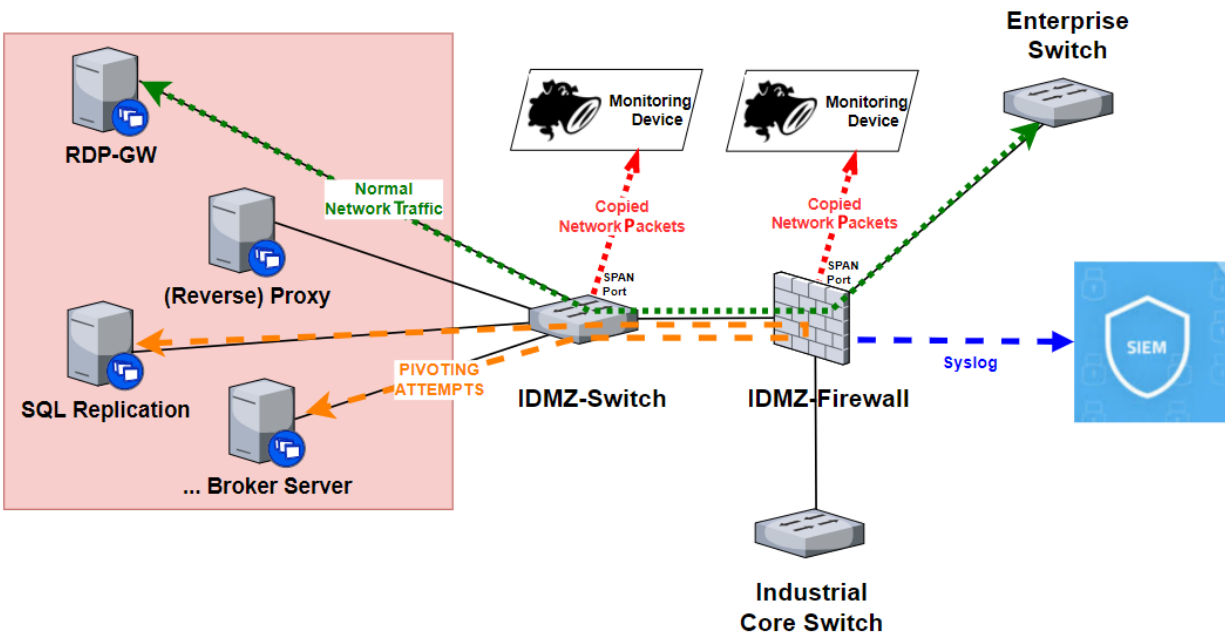 Enterprise
Switch
RDP-GW
Monitoring
Device
Monitoring
Device
Normal
Network Traffic
Copied
Network Packets
Copied
Network Packets
(Reverse) Proxy
SPAN
Port
SPAN
Port
SIEM
Syslog
PIVOTING
ATTEMPTS
SQL Replication
IDMZ-Switch
IDMZ-Firewall
... Broker Server
Industrial
Core Switch